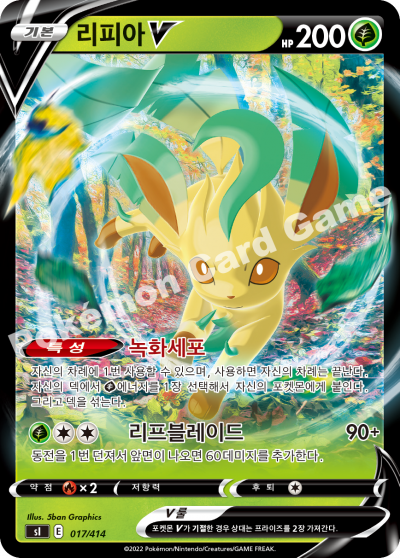 기본 리피아 V HP 200
Pokémon Card Game
특성 녹화세포
자신의 차례에 1번 사용할 수 있으며, 사용하면 자신의 차례는 끝난다.
자신의 덱에서 에너지를 1장 선택해서 자신의 포켓몬에게 붙인다.
그리고 덱을 섞는다.
리프블레이드 90+
동전을 1번 던져서 앞면이 나오면 60데미지를 추가한다.
약점 ×2 저항력 후퇴
V룰
포켓몬 V가 기절한 경우 상대는 프라이즈를 2장 가져간다.
Illus. 5ban Graphics
sI E 017/414
©2022 Pokémon/Nintendo/Creatures/GAME FREAK.